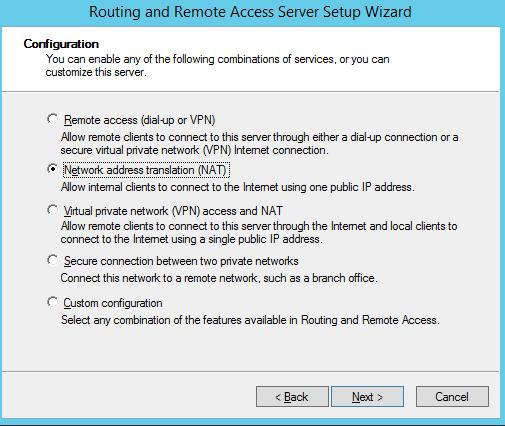 Routing and Remote Access Server Setup Wizard
Configuration
You can enable any of the following combinations of services, or you can
customize this server.
Remote access (dial-up or VPN)
Allow remote clients to connect to this server through either a dial-up connection or a
secure virtual private network (VPN) Internet connection.
Network address translation (NAT)
Allow internal clients to connect to the Internet using one public IP address.
Virtual private network (VPN) access and NAT
Allow remote clients to connect to this server through the Internet and local clients to
connect to the Internet using a single public IP address.
Secure connection between two private networks
Connect this network to a remote network, such as a branch office.
Custom configuration
Select any combination of the features available in Routing and Remote Access.
< Back Next > Cancel